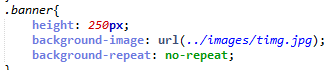 .banner{
height: 250px;
background-image: url(../images/timg.jpg);
background-repeat: no-repeat;
}